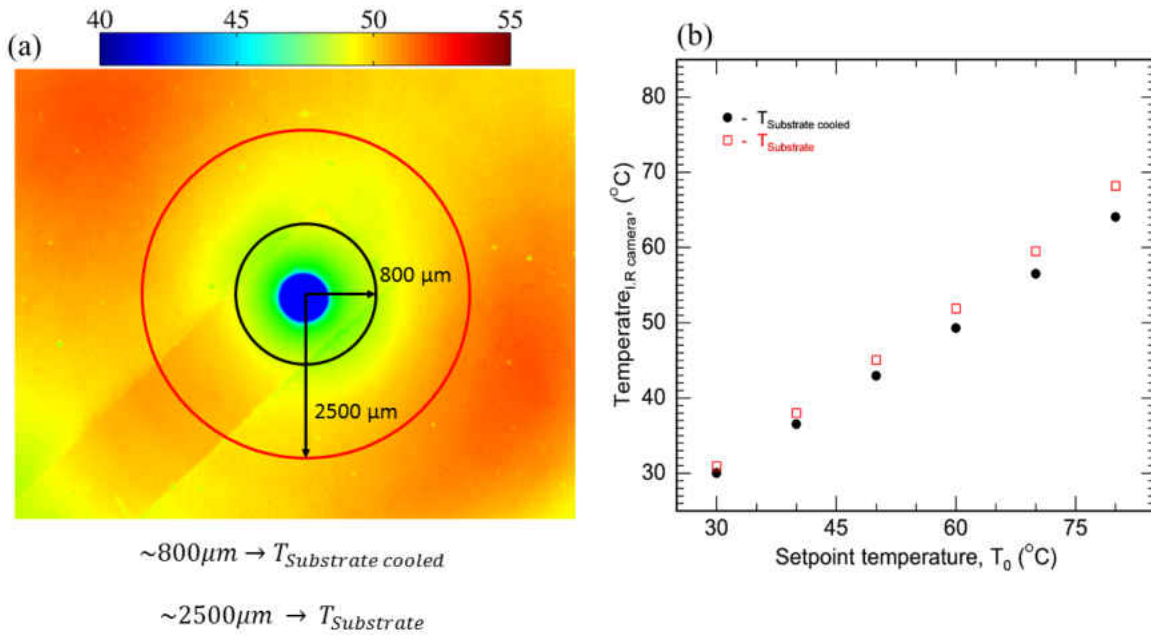 40 45 50 55
(a)
800 μm
2500 μm
~800μm → T_Substrate cooled
~2500μm → T_Substrate
(b)
- T_Substrate cooled
- T_Substrate
80
70
60
50
40
30
Temperatre_I.R camera, (°C)
30 45 60 75
Setpoint temperature, T_0 (°C)